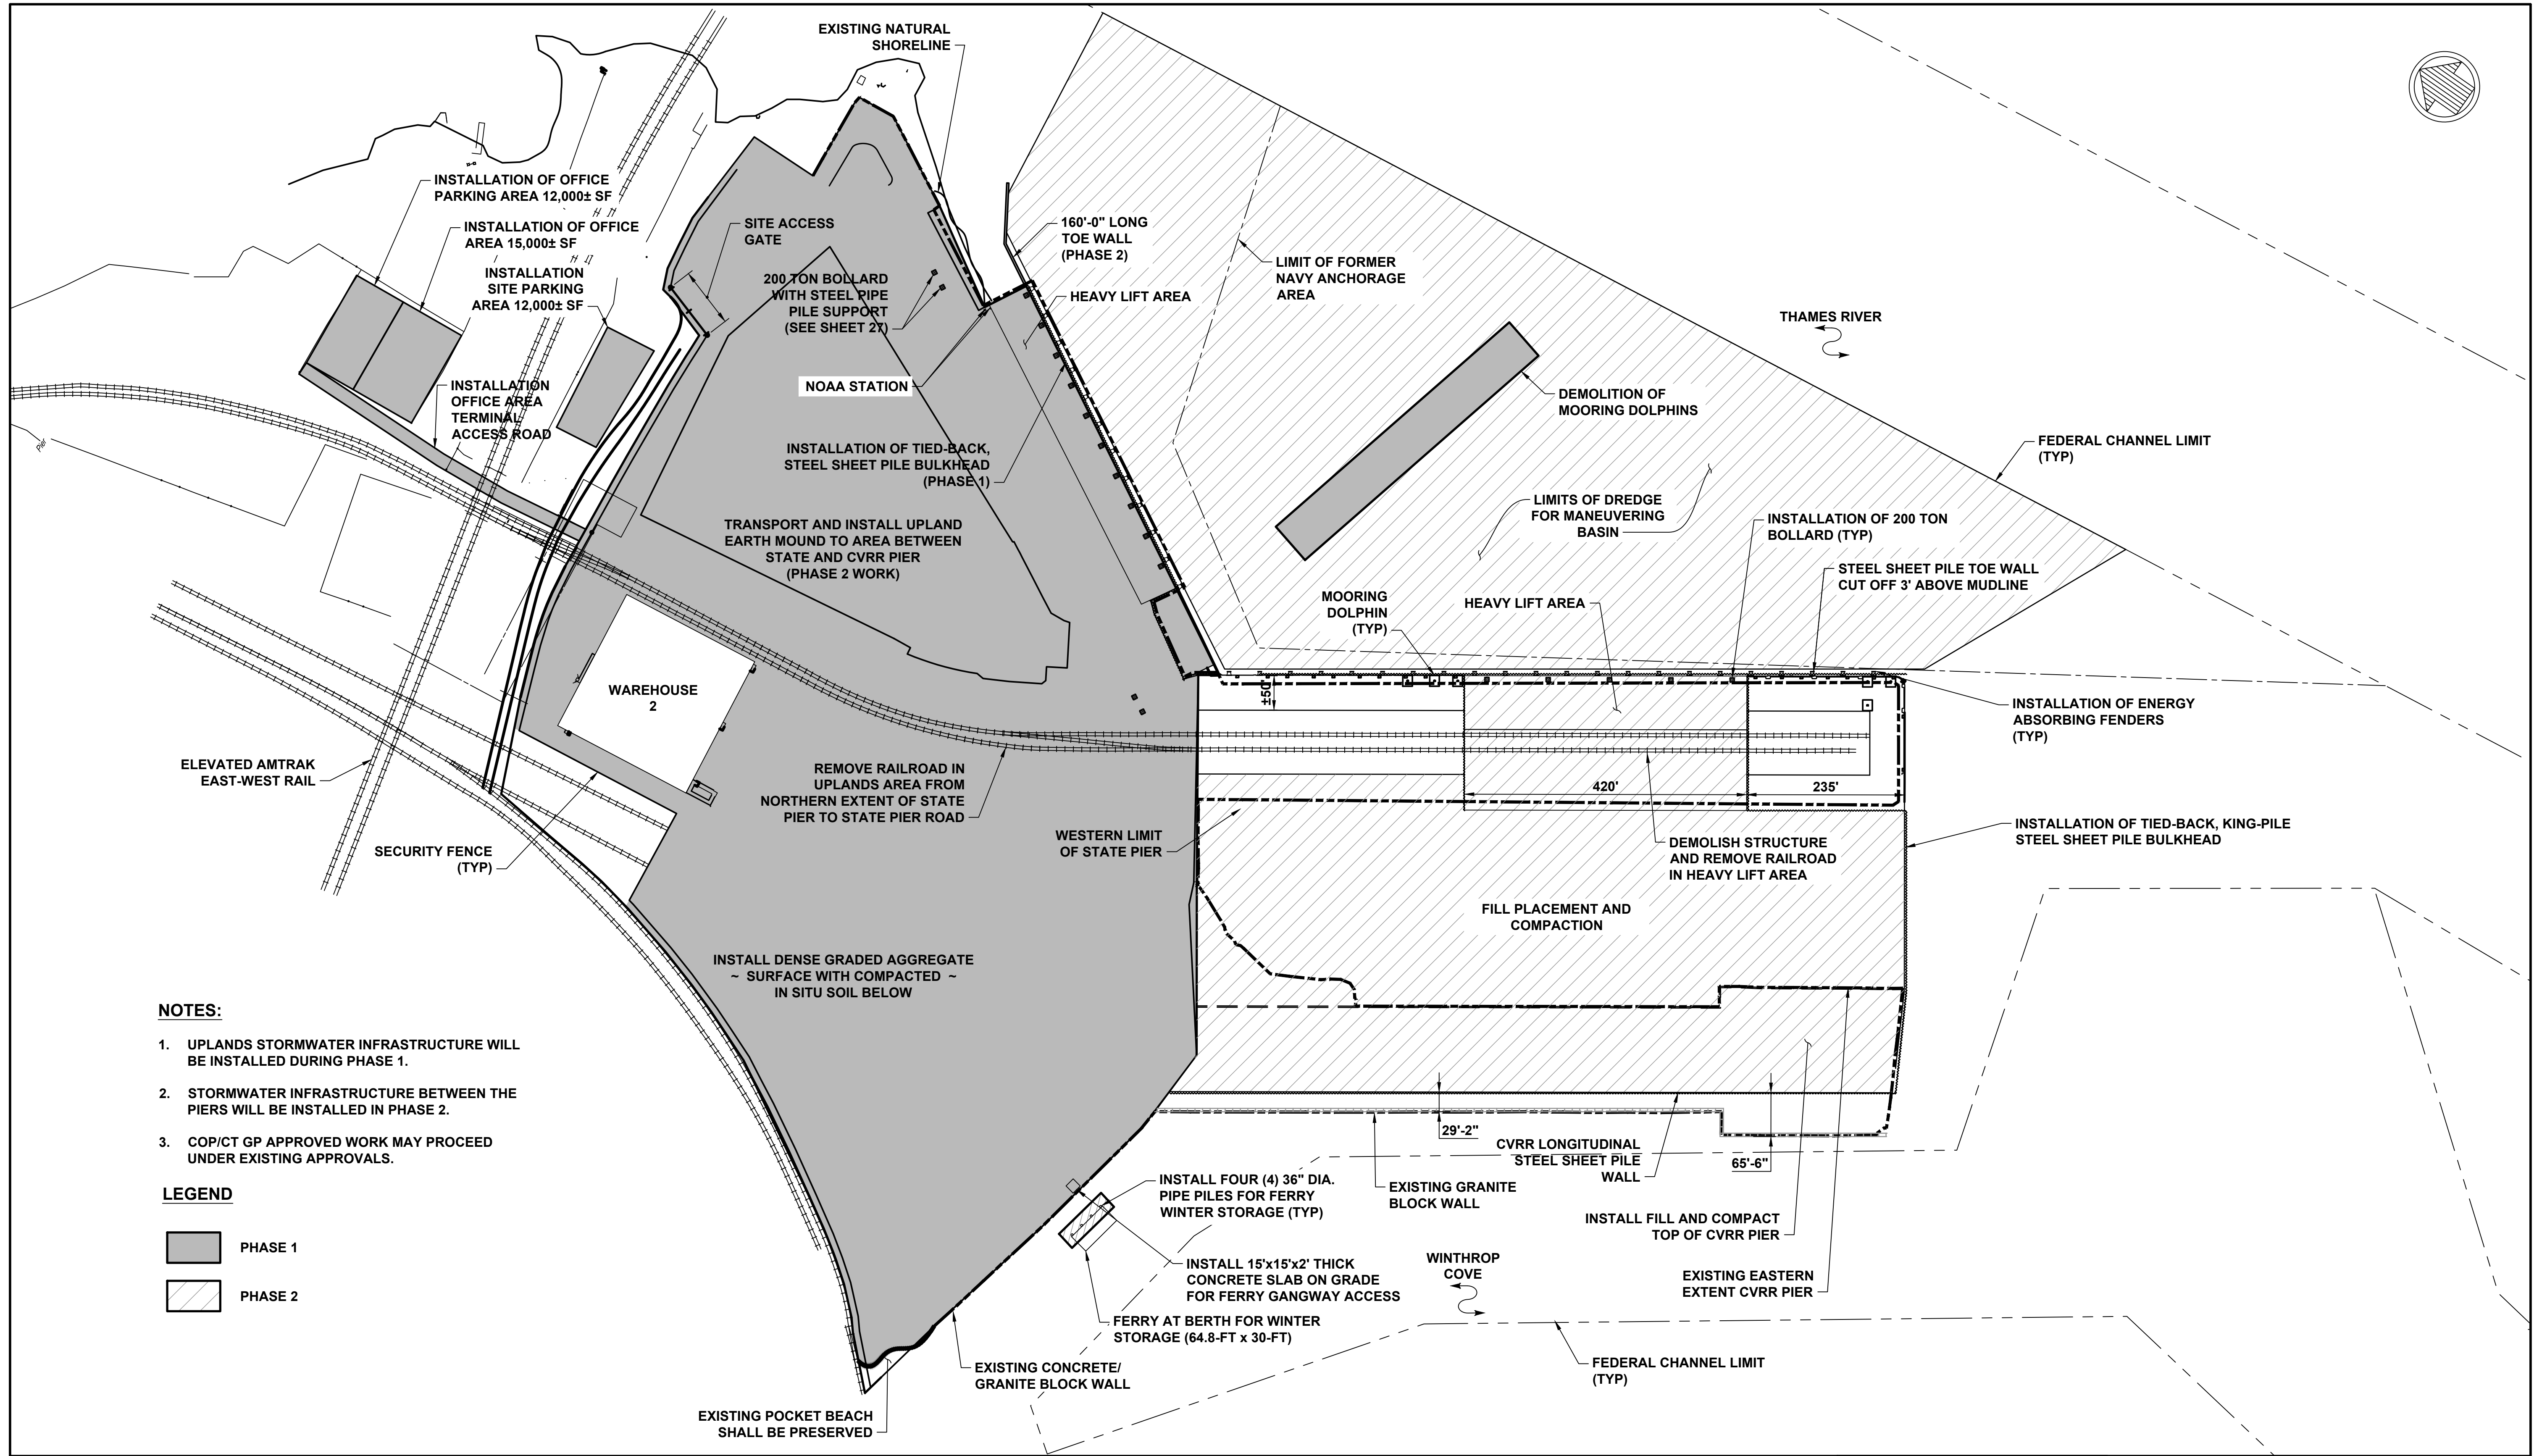 EXISTING NATURAL
SHORELINE
INSTALLATION OF OFFICE
PARKING AREA 12,000± SF
INSTALLATION OF OFFICE
AREA 15,000± SF
INSTALLATION
SITE PARKING
AREA 12,000± SF
SITE ACCESS
GATE
160'-0" LONG
TOE WALL
(PHASE 2)
LIMIT OF FORMER
NAVY ANCHORAGE
AREA
200 TON BOLLARD
WITH STEEL PIPE
PILE SUPPORT
(SEE SHEET 27)
HEAVY LIFT AREA
THAMES RIVER
NOAA STATION
INSTALLATION
OFFICE AREA
TERMINAL
ACCESS ROAD
Pier
DEMOLITION OF
MOORING DOLPHINS
FEDERAL CHANNEL LIMIT
(TYP)
INSTALLATION OF TIED-BACK,
STEEL SHEET PILE BULKHEAD
(PHASE 1)
LIMITS OF DREDGE
FOR MANEUVERING
BASIN
INSTALLATION OF 200 TON
BOLLARD (TYP)
TRANSPORT AND INSTALL UPLAND
EARTH MOUND TO AREA BETWEEN
STATE AND CVRR PIER
(PHASE 2 WORK)
STEEL SHEET PILE TOE WALL
CUT OFF 3' ABOVE MUDLINE
MOORING
DOLPHIN
(TYP)
HEAVY LIFT AREA
WAREHOUSE
2
±50'
INSTALLATION OF ENERGY
ABSORBING FENDERS
(TYP)
ELEVATED AMTRAK
EAST-WEST RAIL
REMOVE RAILROAD IN
UPLANDS AREA FROM
NORTHERN EXTENT OF STATE
PIER TO STATE PIER ROAD
420'
235'
WESTERN LIMIT
OF STATE PIER
INSTALLATION OF TIED-BACK, KING-PILE
STEEL SHEET PILE BULKHEAD
SECURITY FENCE
(TYP)
DEMOLISH STRUCTURE
AND REMOVE RAILROAD
IN HEAVY LIFT AREA
FILL PLACEMENT AND
COMPACTION
INSTALL DENSE GRADED AGGREGATE
~ SURFACE WITH COMPACTED ~
IN SITU SOIL BELOW
NOTES:
1. UPLANDS STORMWATER INFRASTRUCTURE WILL
BE INSTALLED DURING PHASE 1.
2. STORMWATER INFRASTRUCTURE BETWEEN THE
PIERS WILL BE INSTALLED IN PHASE 2.
3. COP/CT GP APPROVED WORK MAY PROCEED
UNDER EXISTING APPROVALS.
LEGEND
PHASE 1
PHASE 2
29'-2"
CVRR LONGITUDINAL
STEEL SHEET PILE
WALL
65'-6"
INSTALL FOUR (4) 36" DIA.
PIPE PILES FOR FERRY
WINTER STORAGE (TYP)
EXISTING GRANITE
BLOCK WALL
INSTALL FILL AND COMPACT
TOP OF CVRR PIER
INSTALL 15'x15'x2' THICK
CONCRETE SLAB ON GRADE
FOR FERRY GANGWAY ACCESS
WINTHROP
COVE
EXISTING EASTERN
EXTENT CVRR PIER
FERRY AT BERTH FOR WINTER
STORAGE (64.8-FT x 30-FT)
EXISTING CONCRETE/
GRANITE BLOCK WALL
FEDERAL CHANNEL LIMIT
(TYP)
EXISTING POCKET BEACH
SHALL BE PRESERVED